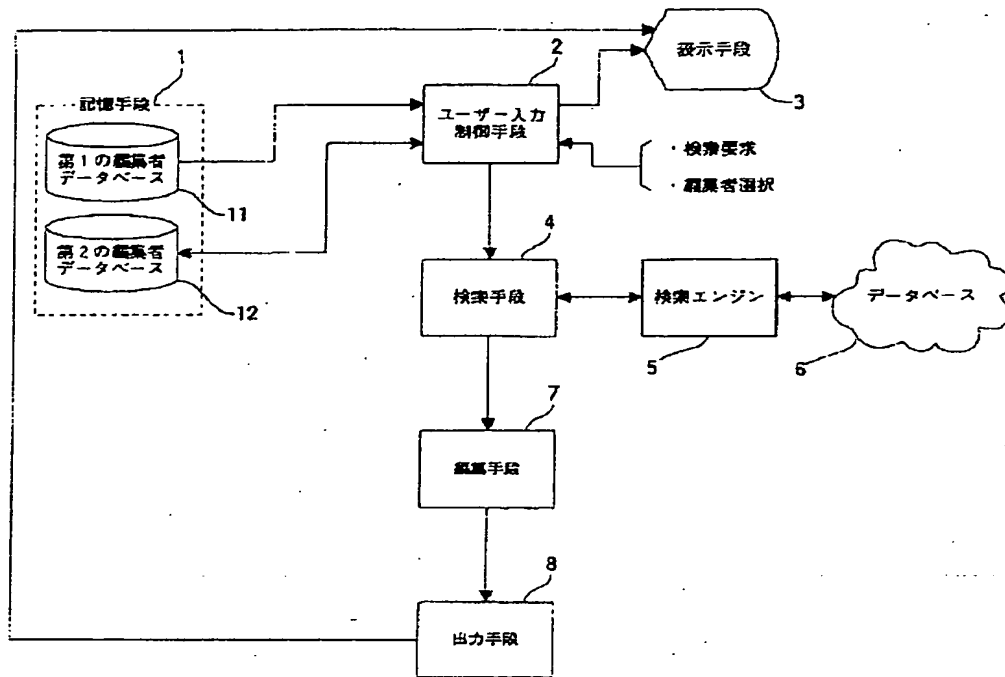 1
記憶手段
第1の編集者
データベース
11
第2の編集者
データベース
12
2
ユーザー入力
制御手段
表示手段
3
・検索要求
・編集者選択
4
検索手段
検索エンジン
5
データベース
6
7
編集手段
8
出力手段